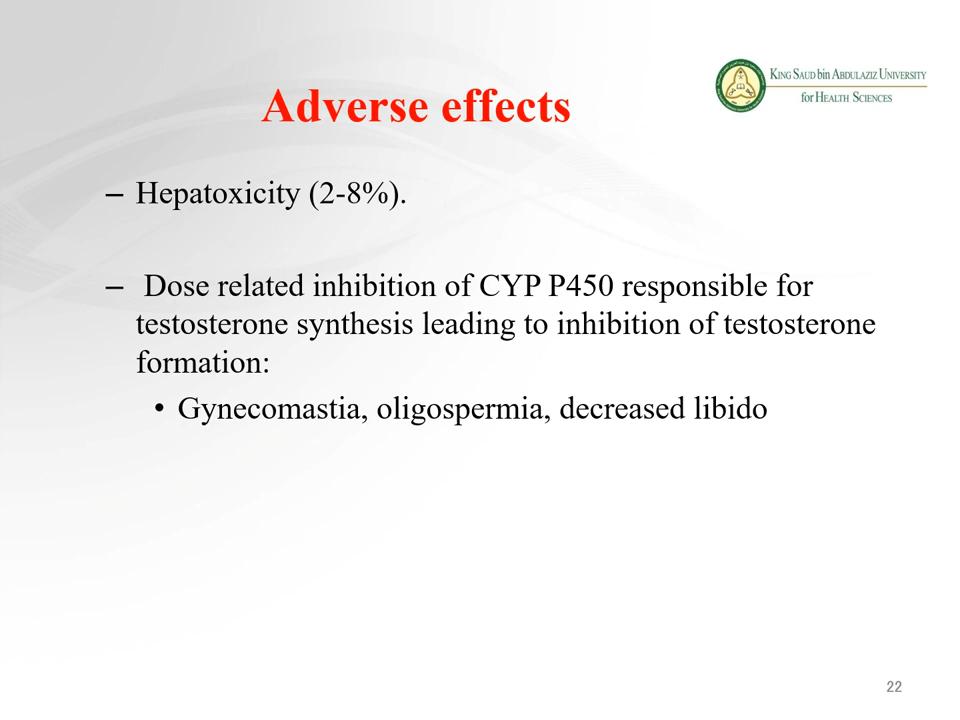 KING SAUD bin ABDULAZIZ UNIVERSITY
for HEALTH SCIENCES
Adverse effects
– Hepatoxicity (2-8%).
– Dose related inhibition of CYP P450 responsible for
testosterone synthesis leading to inhibition of testosterone
formation:
• Gynecomastia, oligospermia, decreased libido
22